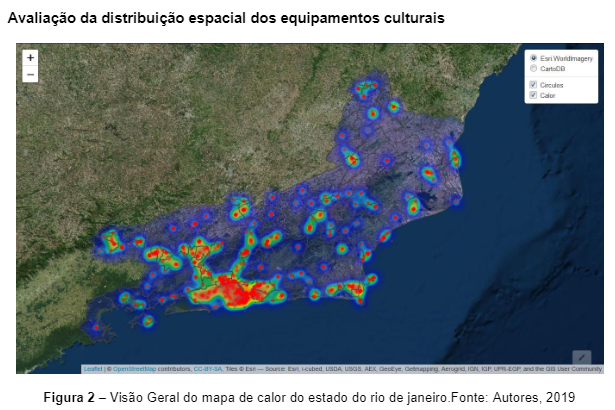 Avaliação da distribuição espacial dos equipamentos culturais
+
−
Esri.WorldImagery
CartoDB
Circulos
Calor
Leaflet | © OpenStreetMap contributors, CC-BY-SA, Tiles © Esri — Source: Esri, i-cubed, USDA, USGS, AEX, GeoEye, Getmapping, Aerogrid, IGN, IGP, UPR-EGP, and the GIS User Community
Figura 2 – Visão Geral do mapa de calor do estado do rio de janeiro.Fonte: Autores, 2019